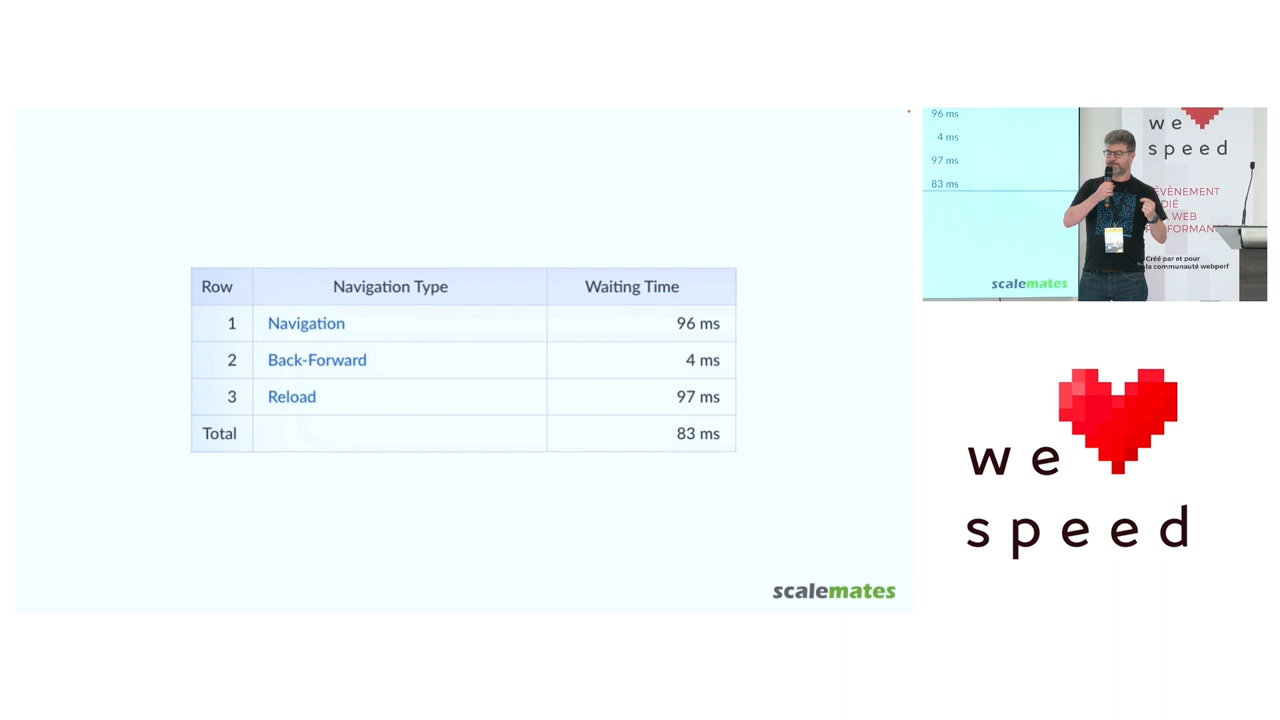 Row Navigation Type Waiting Time
1 Navigation 96 ms
2 Back-Forward 4 ms
3 Reload 97 ms
Total 83 ms
scalemates
96 ms
4 ms
97 ms
83 ms
scalemates
we
speed
ÉVÈNEMENT
DIÉ
WEB
Créé par et pour
la communauté webperf
we
speed